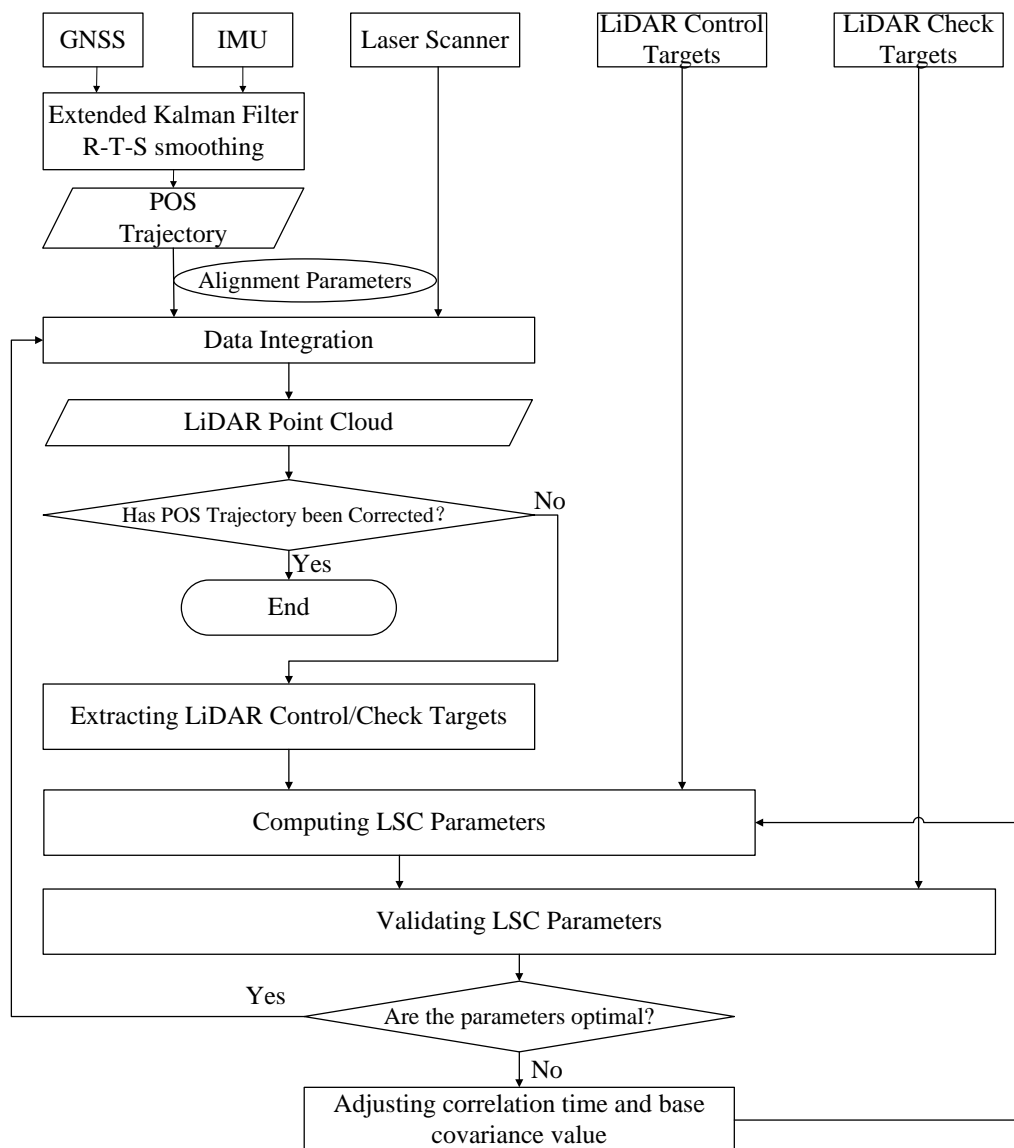 GNSS
IMU
Laser Scanner
LiDAR Control
Targets
LiDAR Check
Targets
Extended Kalman Filter
R-T-S smoothing
POS
Trajectory
Alignment Parameters
Data Integration
LiDAR Point Cloud
Has POS Trajectory been Corrected？
No
Yes
End
Extracting LiDAR Control/Check Targets
Computing LSC Parameters
Validating LSC Parameters
Yes
Are the parameters optimal?
No
Adjusting correlation time and base
covariance value